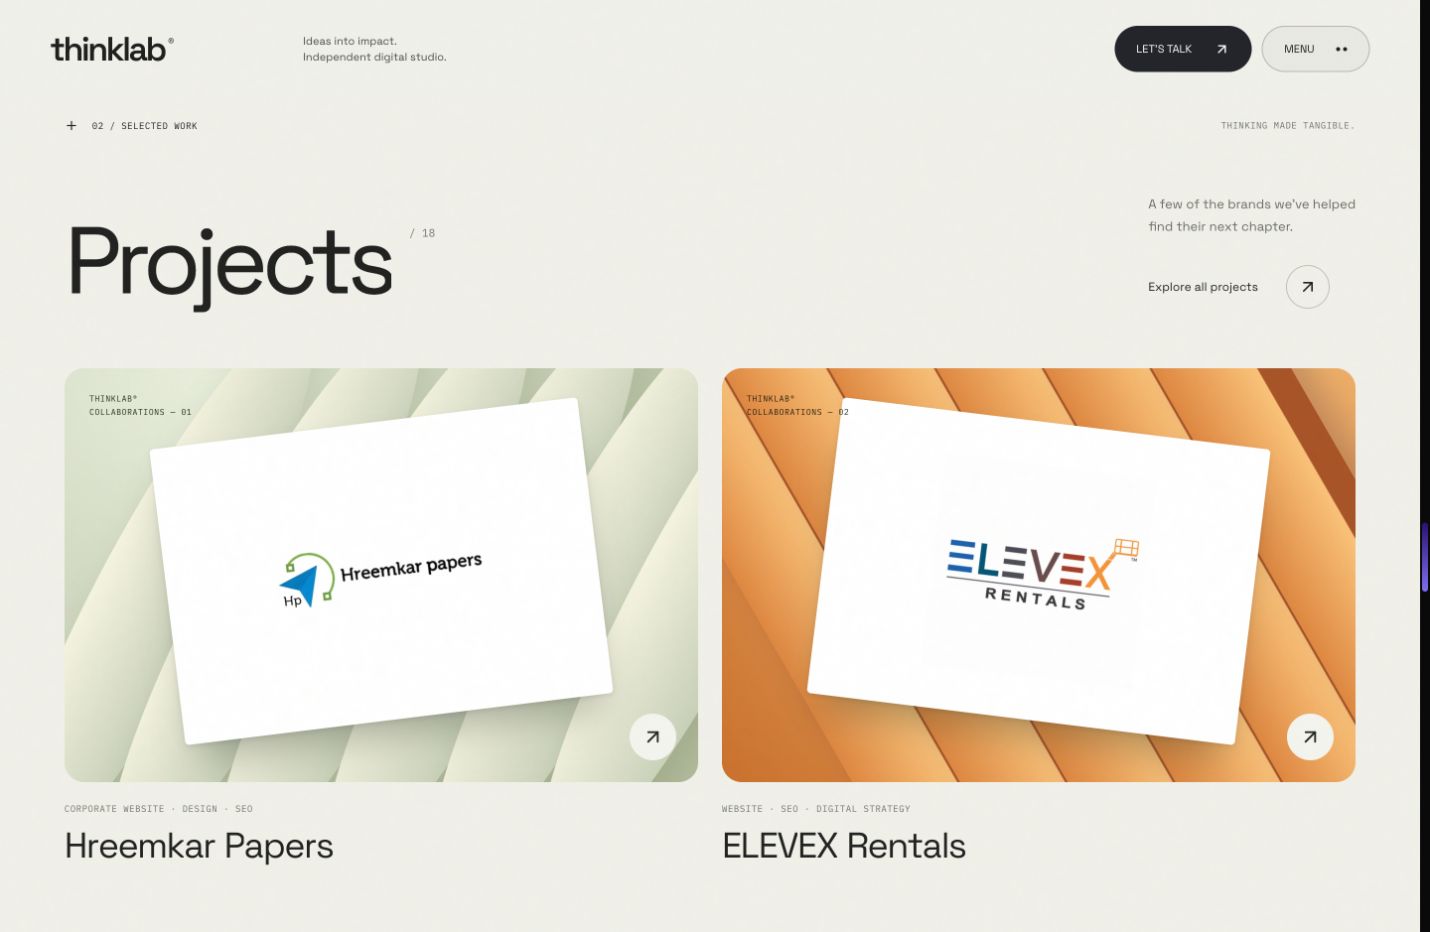 thinklab®
Ideas into impact.
Independent digital studio.
LET'S TALK
MENU
02 / SELECTED WORK
THINKING MADE TANGIBLE.
Projects
/ 18
A few of the brands we've helped
find their next chapter.
Explore all projects
THINKLAB®
COLLABORATIONS — 01
Hp
Hreemkar papers
THINKLAB®
COLLABORATIONS — 02
ELEVEX
™
RENTALS
CORPORATE WEBSITE · DESIGN · SEO
Hreemkar Papers
WEBSITE · SEO · DIGITAL STRATEGY
ELEVEX Rentals